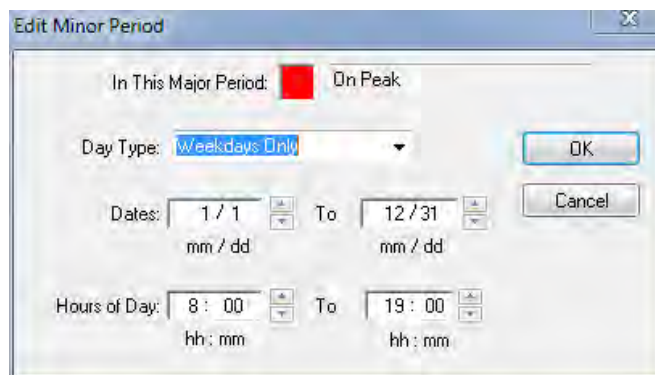 Edit Minor Period
In This Major Period: On Peak
Day Type: Weekdays Only
OK
Dates: 1 / 1 To 12 / 31
Cancel
mm / dd mm / dd
Hours of Day: 8 : 00 To 19 : 00
hh : mm hh : mm